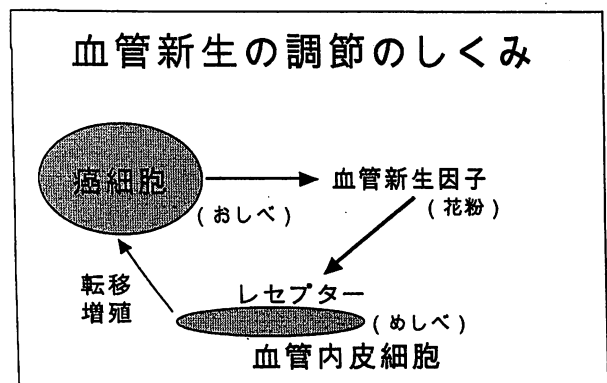 血管新生の調節のしくみ
癌細胞
(おしべ)
血管新生因子
(花粉)
転移
増殖
レセプター
(めしべ)
血管内皮細胞